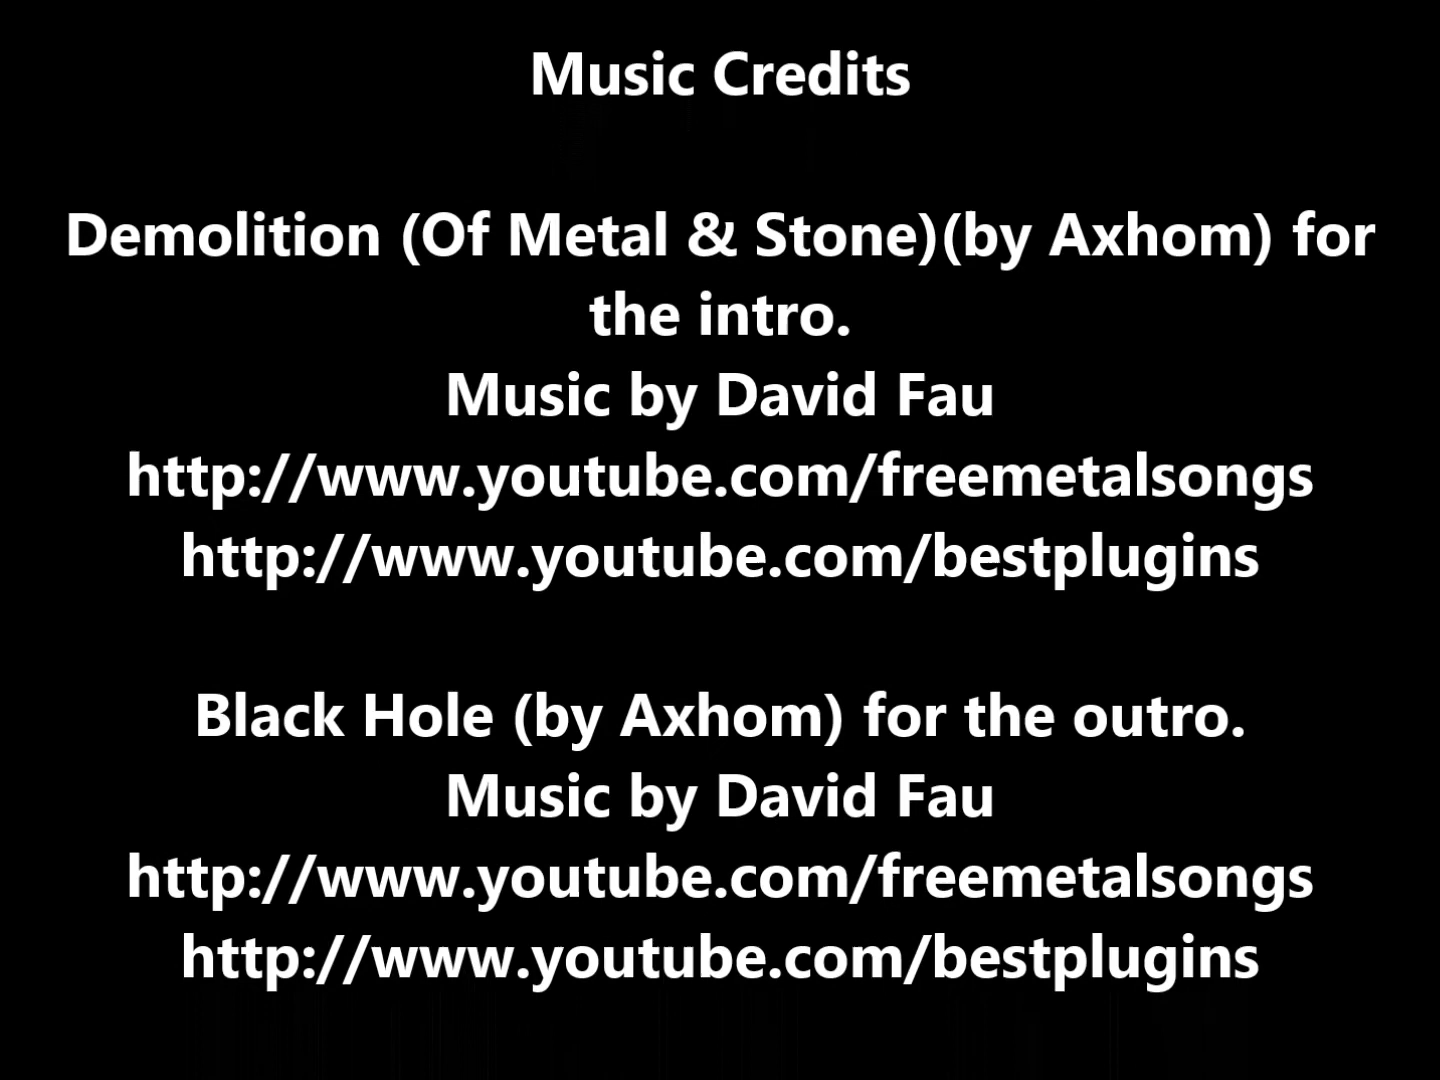 Music Credits
Demolition (Of Metal & Stone)(by Axhom) for
the intro.
Music by David Fau
http://www.youtube.com/freemetalsongs
http://www.youtube.com/bestplugins
Black Hole (by Axhom) for the outro.
Music by David Fau
http://www.youtube.com/freemetalsongs
http://www.youtube.com/bestplugins